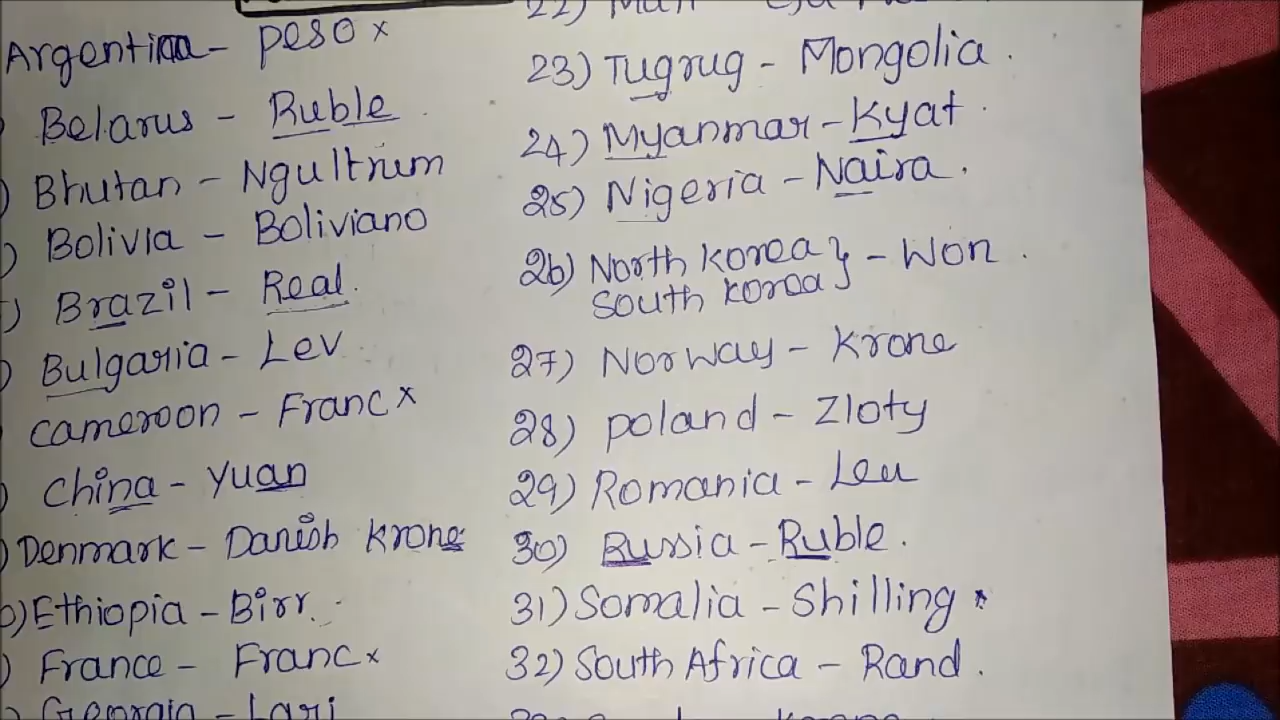 Argentina - peso x
Belarus - Ruble
Bhutan - Ngultrum
Bolivia - Boliviano
Brazil - Real.
Bulgaria - Lev
Cameroon - Franc x
China - Yuan
Denmark - Danish Krone
Ethiopia - Birr.
France - Franc x
Georgia - Lari
23) Tugrug - Mongolia.
24) Myanmar - Kyat.
25) Nigeria - Naira.
26) North Korea } - Won.
South Korea }
27) Norway - Krone
28) Poland - Zloty
29) Romania - Leu
30) Russia - Ruble.
31) Somalia - Shilling *
32) South Africa - Rand.